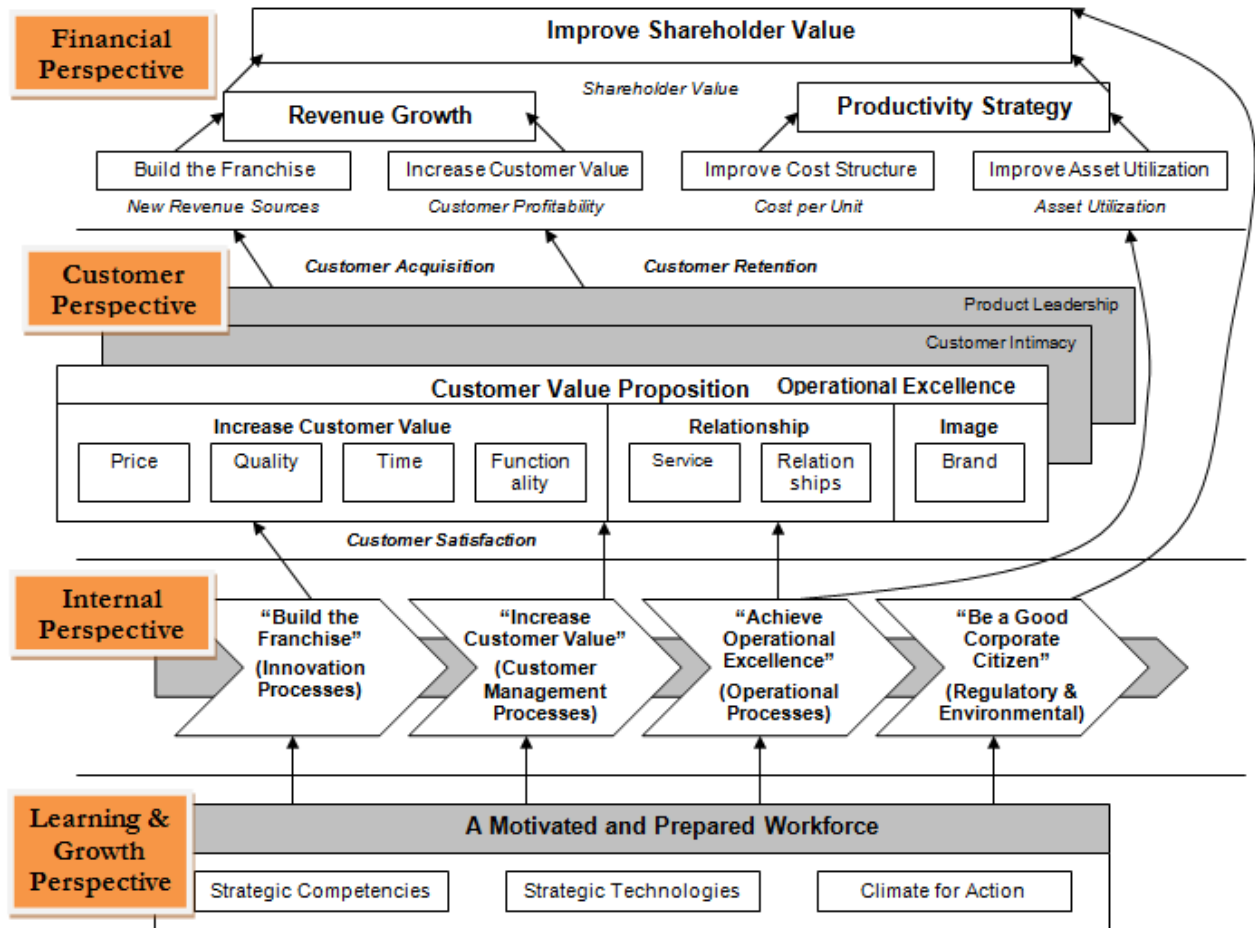 Financial
Perspective
Improve Shareholder Value
Shareholder Value
Revenue Growth
Productivity Strategy
Build the Franchise
Increase Customer Value
Improve Cost Structure
Improve Asset Utilization
New Revenue Sources
Customer Profitability
Cost per Unit
Asset Utilization
Customer
Perspective
Customer Acquisition
Customer Retention
Product Leadership
Customer Intimacy
Customer Value Proposition
Operational Excellence
Increase Customer Value
Relationship
Image
Price
Quality
Time
Function
ality
Service
Relation
ships
Brand
Customer Satisfaction
Internal
Perspective
“Build the
Franchise”
(Innovation
Processes)
“Increase
Customer Value”
(Customer
Management
Processes)
“Achieve
Operational
Excellence”
(Operational
Processes)
“Be a Good
Corporate
Citizen”
(Regulatory &
Environmental)
Learning &
Growth
Perspective
A Motivated and Prepared Workforce
Strategic Competencies
Strategic Technologies
Climate for Action